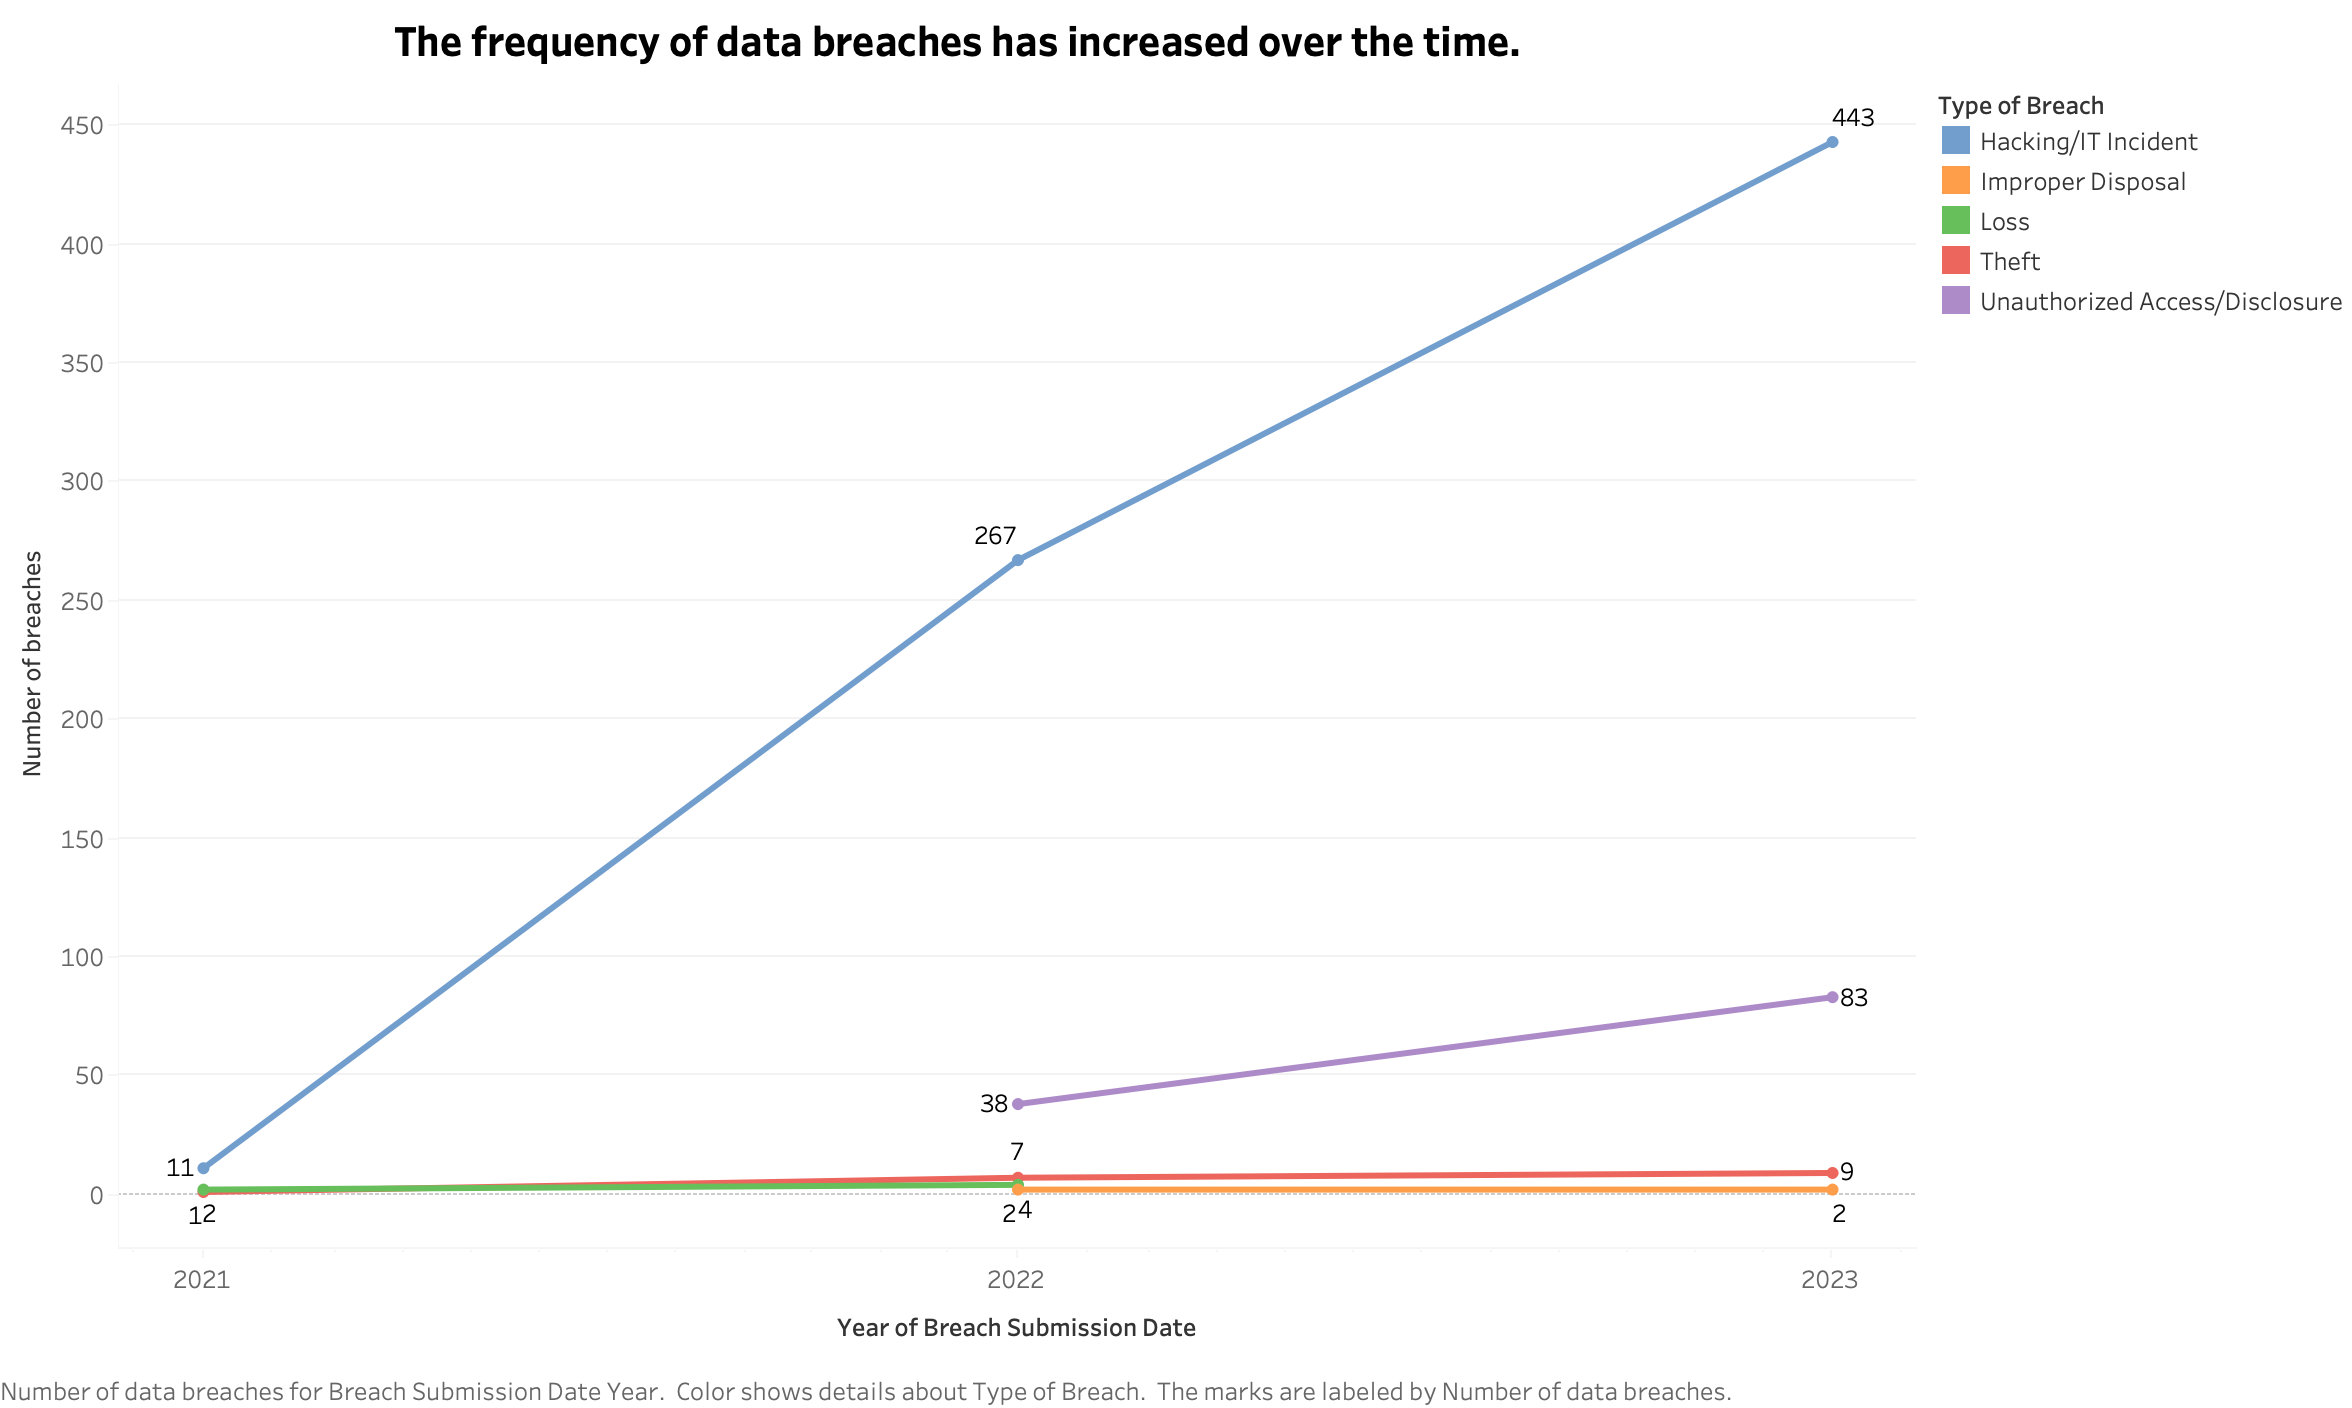 The frequency of data breaches has increased over the time.
Type of Breach
Hacking/IT Incident
Improper Disposal
Loss
Theft
Unauthorized Access/Disclosure
Number of breaches
450
400
350
300
250
200
150
100
50
0
443
267
83
38
11
7
9
12
24
2
2021
2022
2023
Year of Breach Submission Date
Number of data breaches for Breach Submission Date Year.  Color shows details about Type of Breach.  The marks are labeled by Number of data breaches.